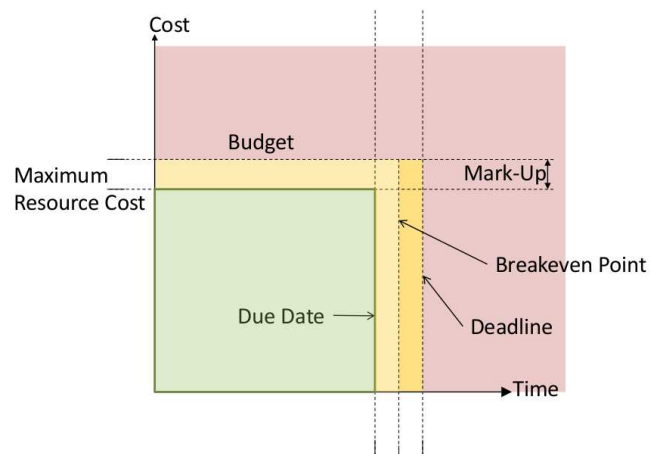 Cost
Budget
Maximum
Resource Cost
Mark-Up
Breakeven Point
Due Date
Deadline
Time